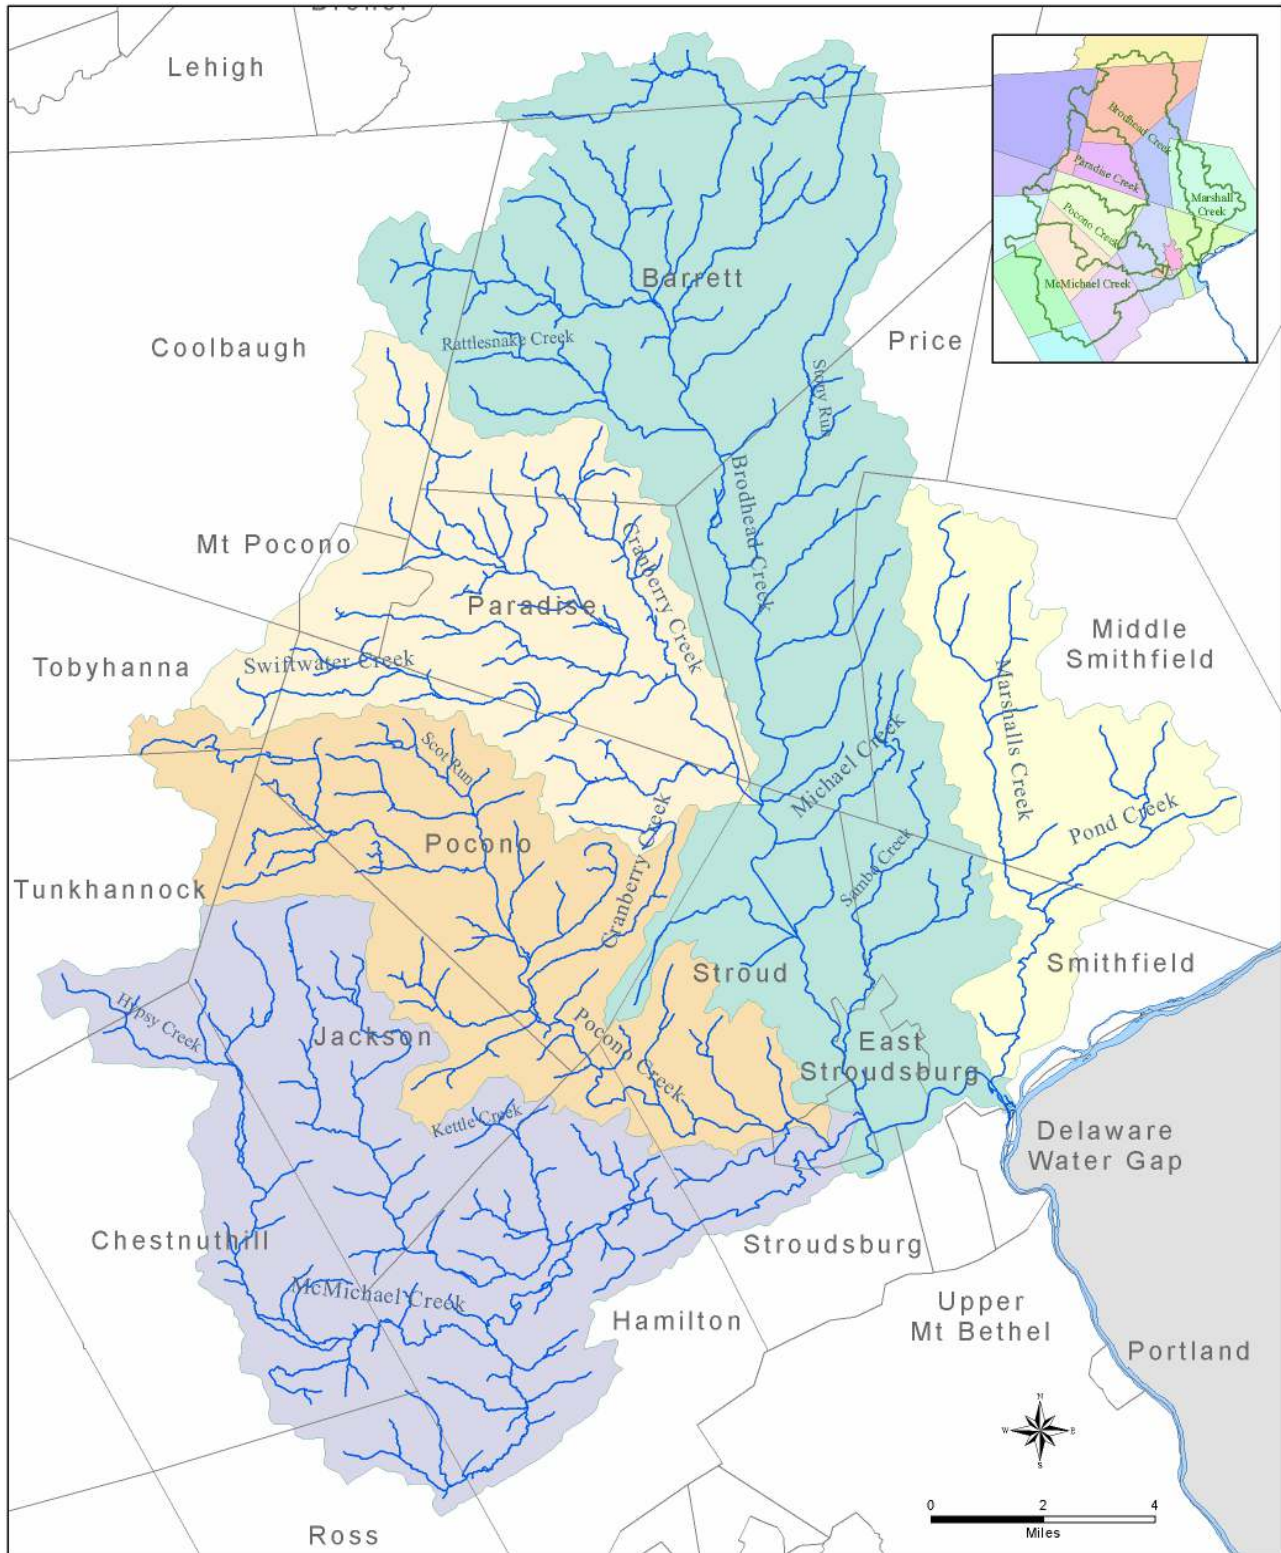 Lehigh
Brodhead Creek
Paradise Creek
Marshall
Creek
Pocono Creek
McMichael Creek
Barrett
Rattlesnake Creek
Coolbaugh
Price
Stony Run
Brodhead Creek
Mt Pocono
Cranberry Creek
Paradise
Middle
Smithfield
Swiftwater Creek
Tobyhanna
Marshalls Creek
Scot Run
Michael Creek
Pond Creek
Pocono
Cranberry Creek
Sambo Creek
Tunkhannock
Stroud
Smithfield
Hypsy Creek
Jackson
Pocono Creek
East
Stroudsburg
Kettle Creek
Delaware
Water Gap
Chestnuthill
Stroudsburg
McMichael Creek
Hamilton
Upper
Mt Bethel
Portland
N
W E
S
0 2 4
Miles
Ross